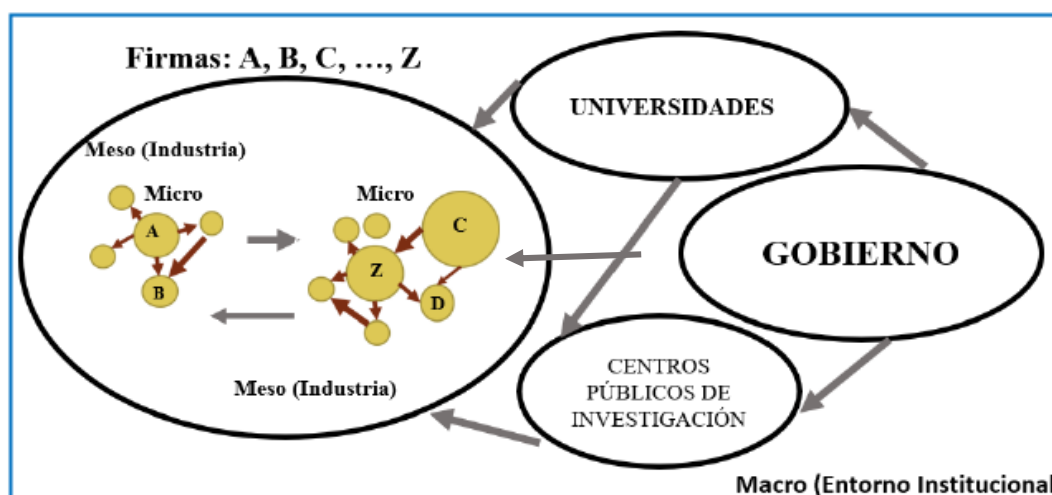 Firmas: A, B, C, …, Z
Meso (Industria)
Micro
A
B
Micro
C
Z
D
Meso (Industria)
UNIVERSIDADES
GOBIERNO
CENTROS
PÚBLICOS DE
INVESTIGACIÓN
Macro (Entorno Institucional